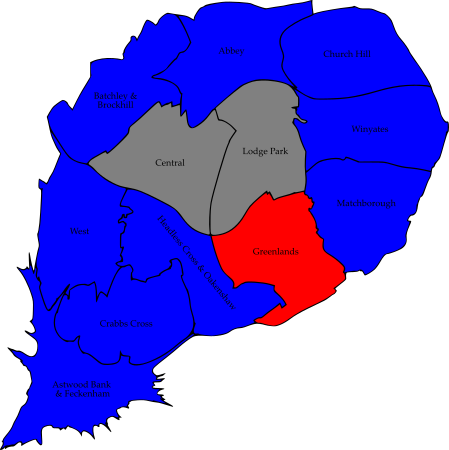 Abbey
Church Hill
Batchley &
Brockhill
Winyates
Lodge Park
Central
Matchborough
West
Headless Cross & Oakenshaw
Greenlands
Crabbs Cross
Astwood Bank
& Feckenham